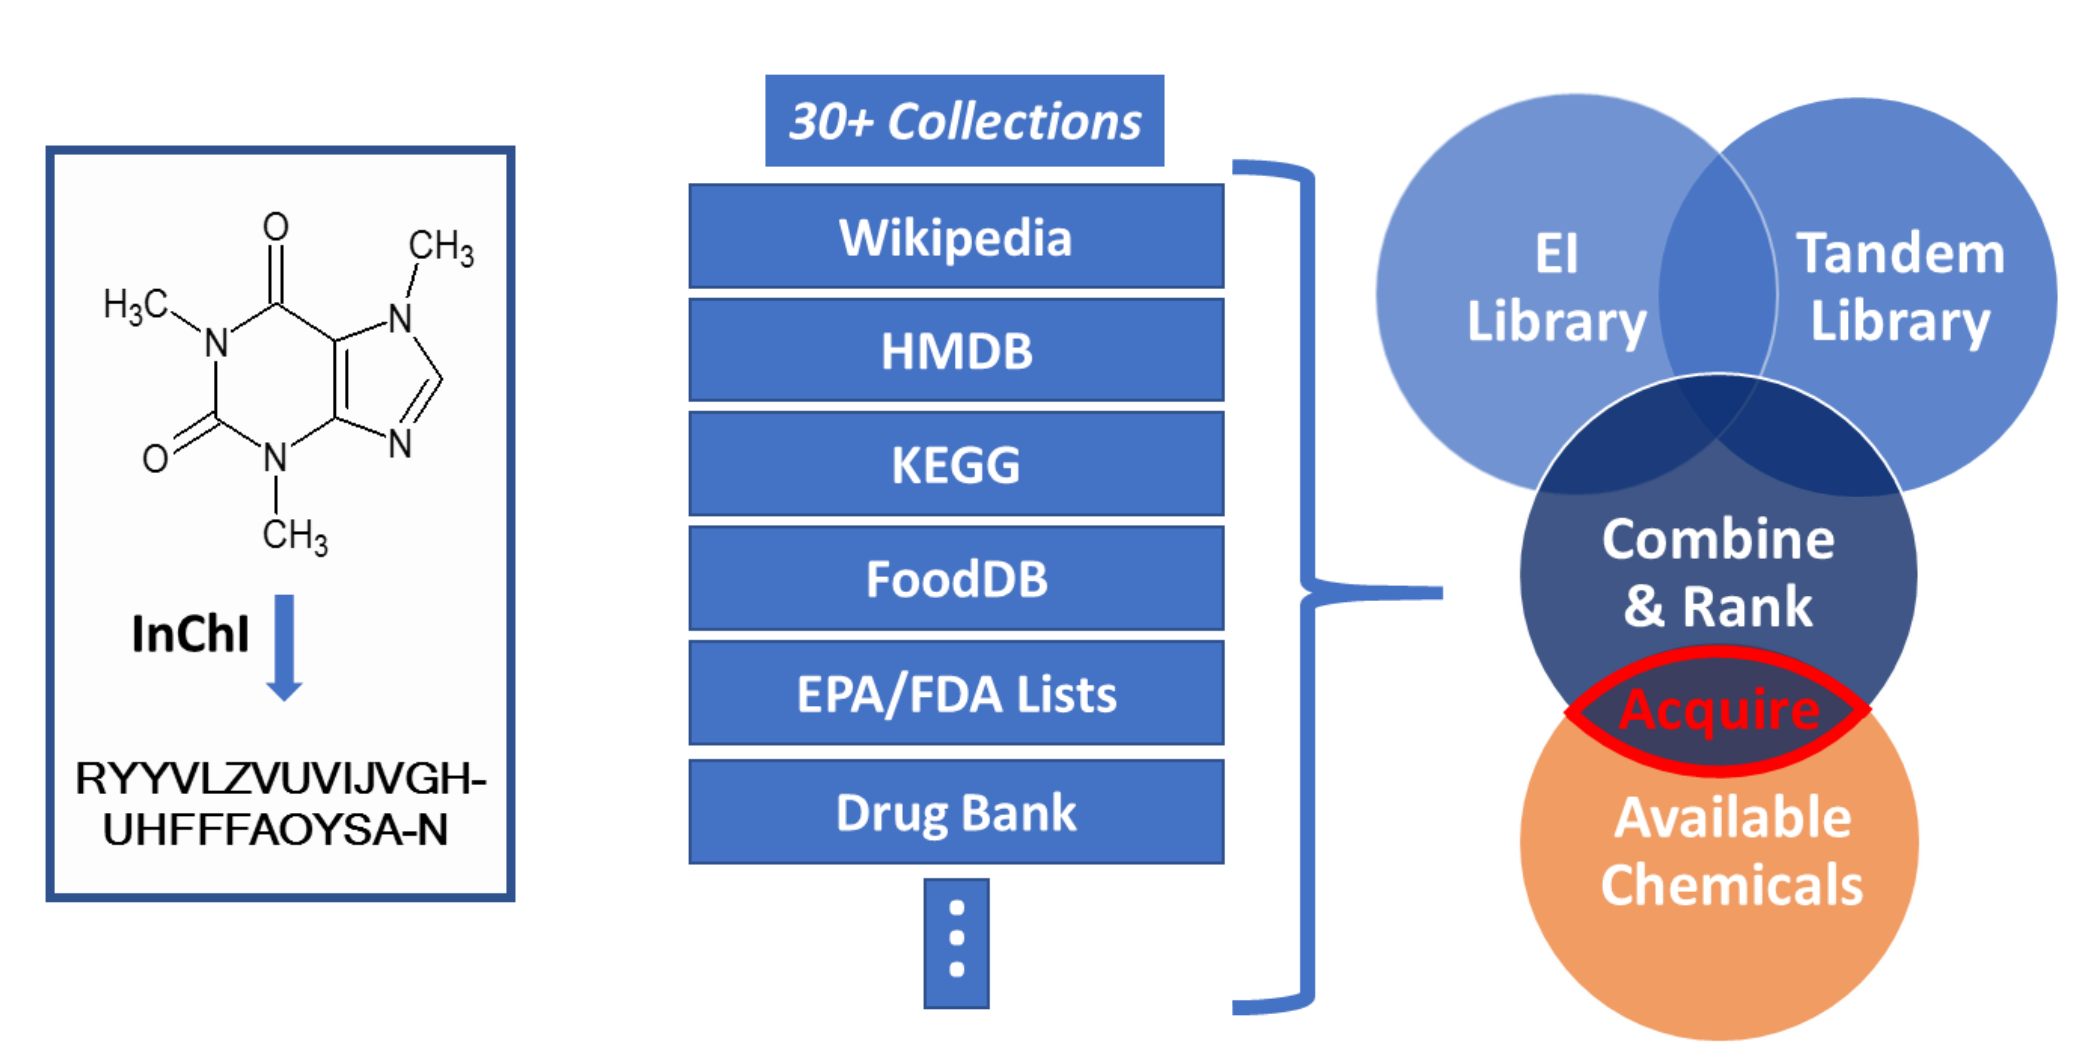 O
CH3
H3C
N
N
O
N
N
CH3
InChI
RYYVLZVUVIJVGH-
UHFFFAOYSA-N
30+ Collections
Wikipedia
HMDB
KEGG
FoodDB
EPA/FDA Lists
Drug Bank
EI
Library
Tandem
Library
Combine
& Rank
Acquire
Available
Chemicals